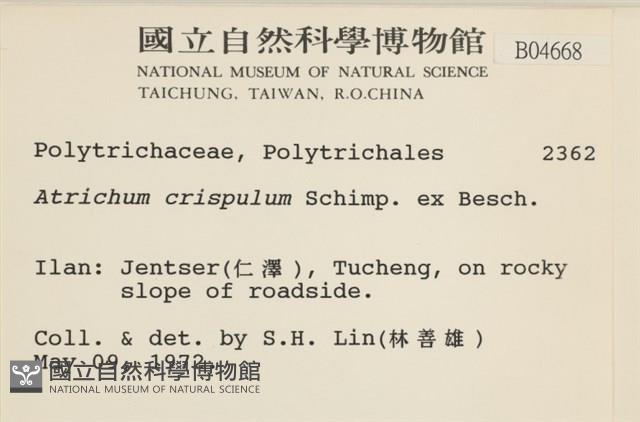 國立自然科學博物館
B04668
NATIONAL MUSEUM OF NATURAL SCIENCE
TAICHUNG, TAIWAN, R.O.CHINA
Polytrichaceae, Polytrichales 2362
Atrichum crispulum Schimp. ex Besch.
Ilan: Jentser(仁澤), Tucheng, on rocky
slope of roadside.
Coll. & det. by S.H. Lin(林善雄)
May 09, 1972.
國立自然科學博物館
NATIONAL MUSEUM OF NATURAL SCIENCE